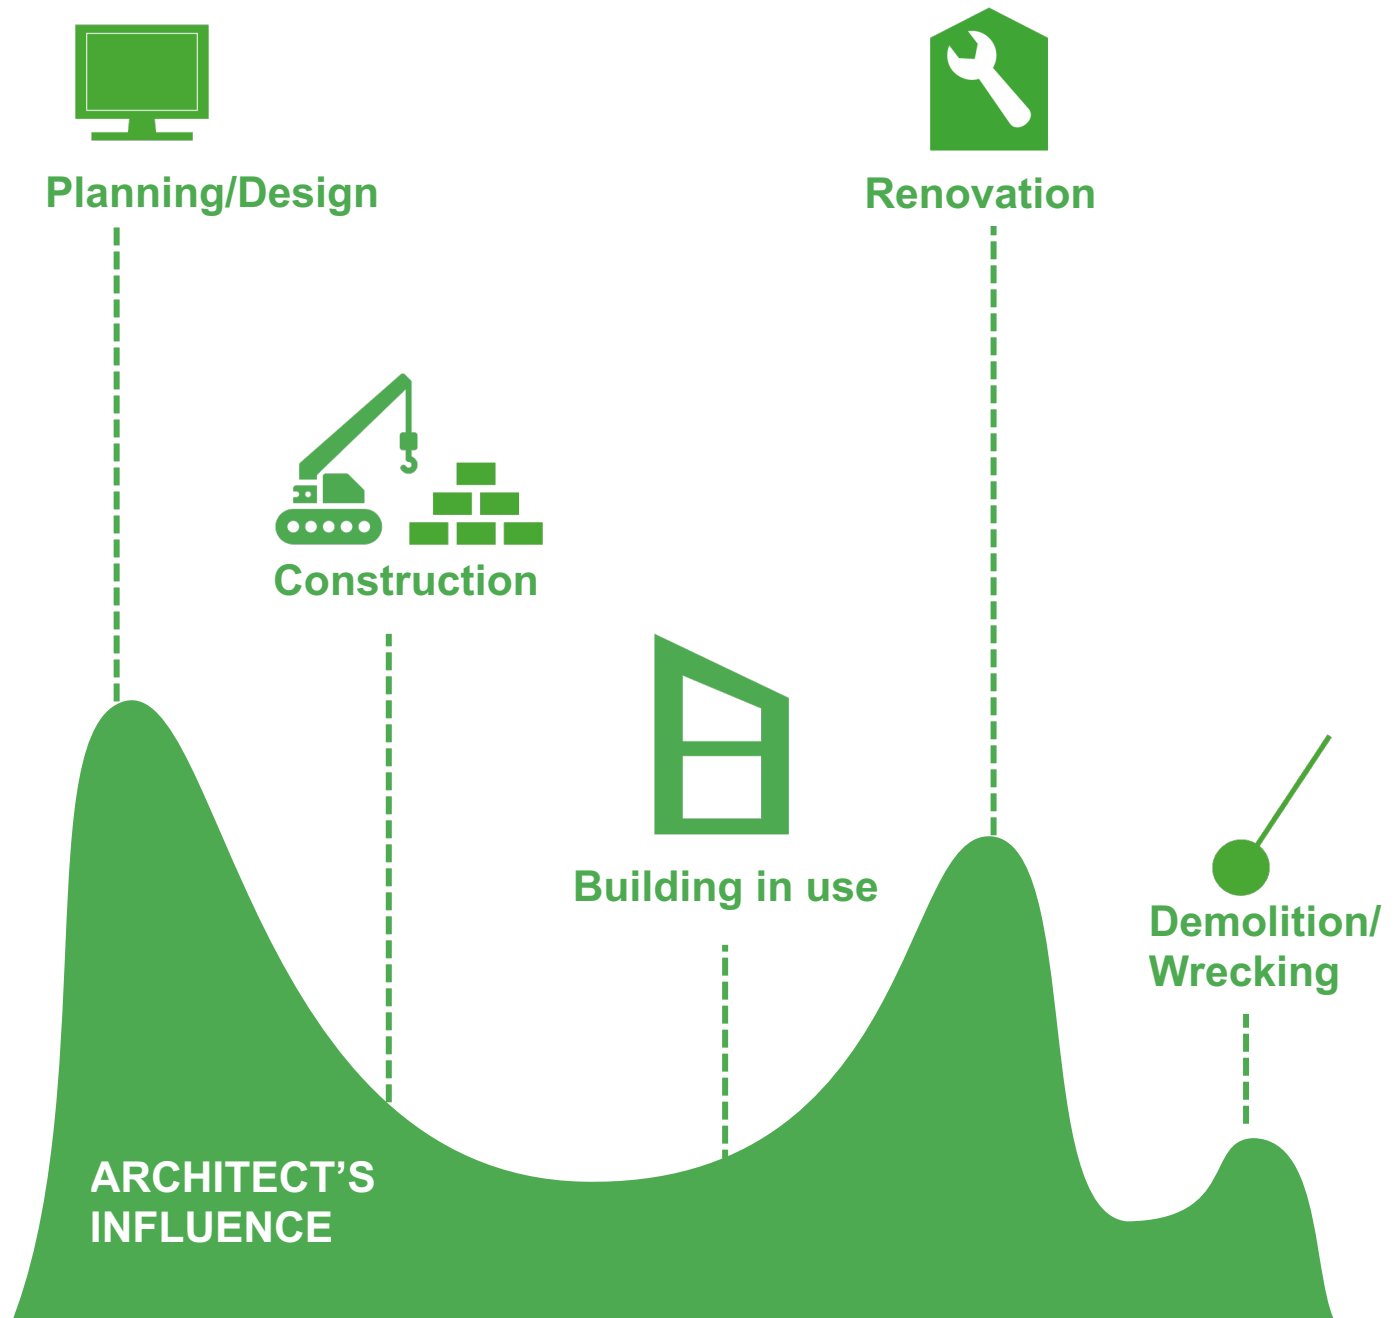 Planning/Design
Renovation
Construction
Building in use
Demolition/
Wrecking
ARCHITECT’S
INFLUENCE